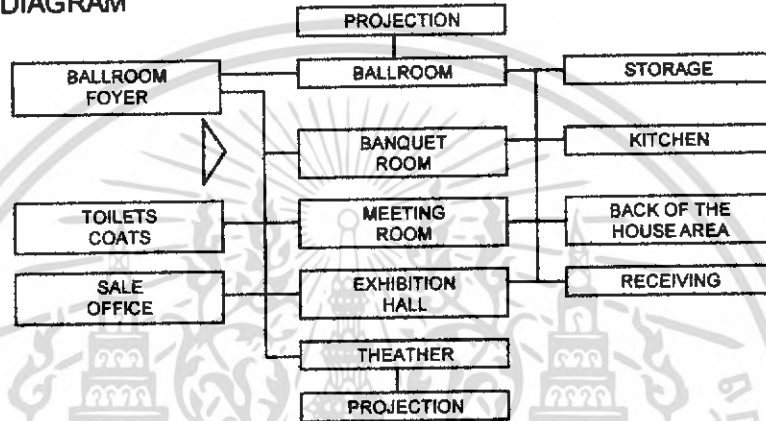 DIAGRAM
PROJECTION
BALLROOM
FOYER
BALLROOM
STORAGE
BANQUET
ROOM
KITCHEN
TOILETS
COATS
MEETING
ROOM
BACK OF THE
HOUSE AREA
SALE
OFFICE
EXHIBITION
HALL
RECEIVING
THEATHER
PROJECTION